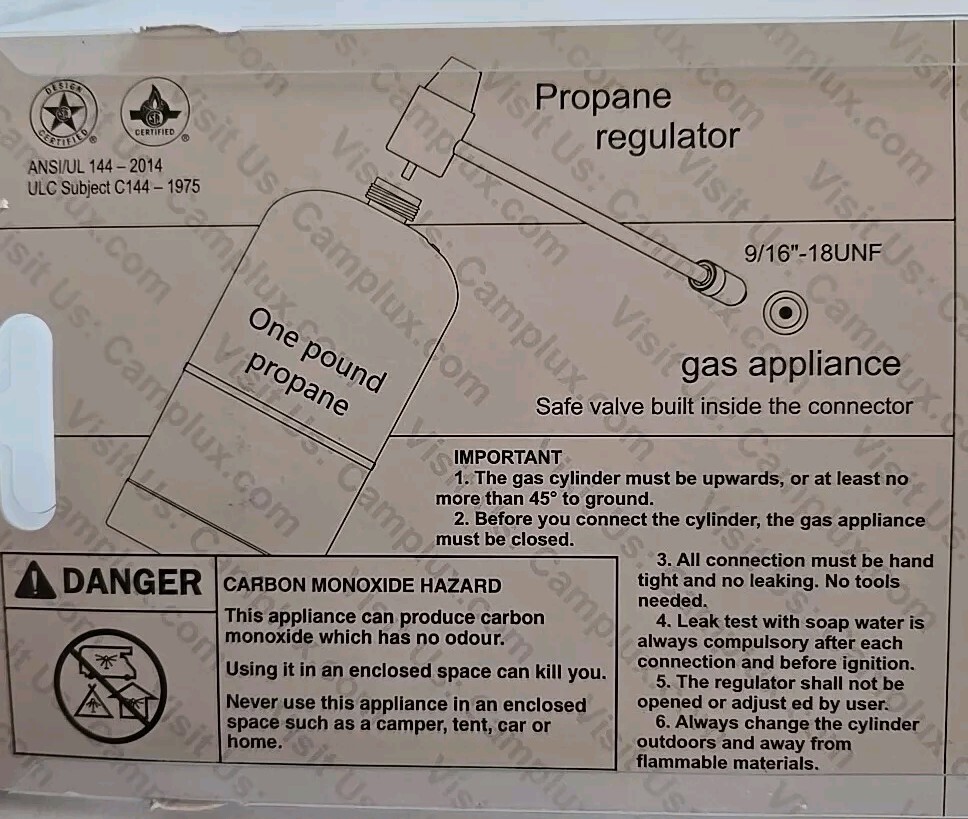 DESIGN
CERTIFIED
CERTIFIED
ANSI/UL 144 – 2014
ULC Subject C144 – 1975
Propane
regulator
9/16"-18UNF
One pound
propane
gas appliance
Safe valve built inside the connector
IMPORTANT
1. The gas cylinder must be upwards, or at least no
more than 45° to ground.
2. Before you connect the cylinder, the gas appliance
must be closed.
3. All connection must be hand
tight and no leaking. No tools
needed.
4. Leak test with soap water is
always compulsory after each
connection and before ignition.
5. The regulator shall not be
opened or adjust ed by user.
6. Always change the cylinder
outdoors and away from
flammable materials.
DANGER
CARBON MONOXIDE HAZARD
This appliance can produce carbon
monoxide which has no odour.
Using it in an enclosed space can kill you.
Never use this appliance in an enclosed
space such as a camper, tent, car or
home.
Visit Us: Camplux.com